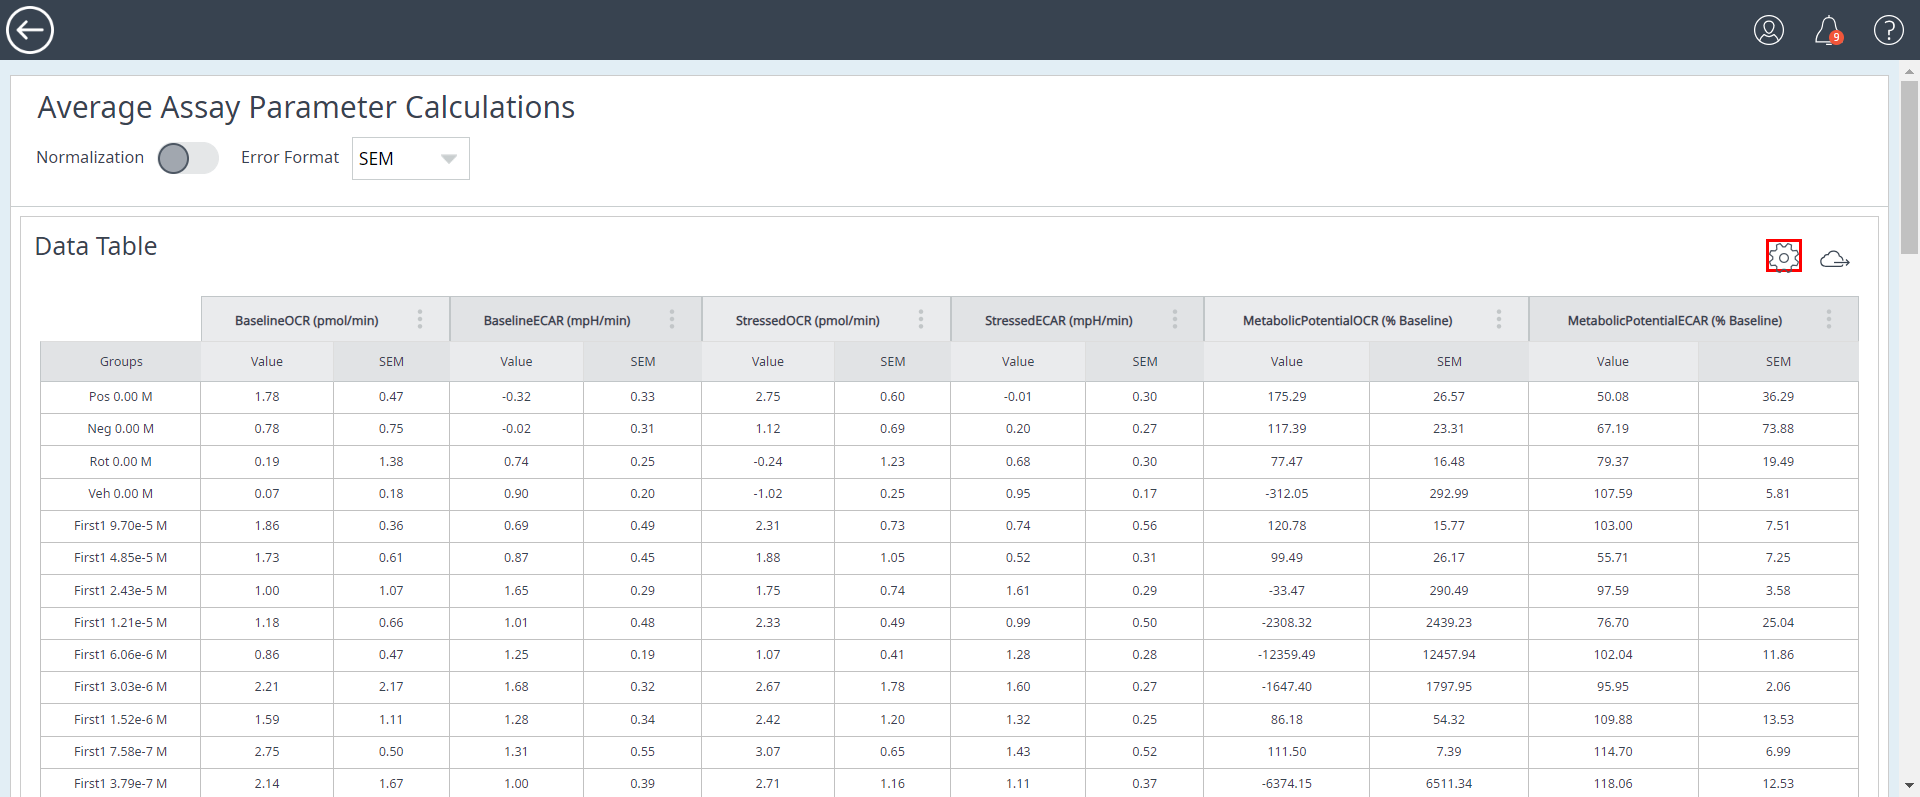 9
Average Assay Parameter Calculations
Normalization Error Format SEM
Data Table
BaselineOCR (pmol/min) BaselineECAR (mpH/min) StressedOCR (pmol/min) StressedECAR (mpH/min) MetabolicPotentialOCR (% Baseline) MetabolicPotentialECAR (% Baseline)
Groups Value SEM Value SEM Value SEM Value SEM Value SEM Value SEM
Pos 0.00 M 1.78 0.47 -0.32 0.33 2.75 0.60 -0.01 0.30 175.29 26.57 50.08 36.29
Neg 0.00 M 0.78 0.75 -0.02 0.31 1.12 0.69 0.20 0.27 117.39 23.31 67.19 73.88
Rot 0.00 M 0.19 1.38 0.74 0.25 -0.24 1.23 0.68 0.30 77.47 16.48 79.37 19.49
Veh 0.00 M 0.07 0.18 0.90 0.20 -1.02 0.25 0.95 0.17 -312.05 292.99 107.59 5.81
First1 9.70e-5 M 1.86 0.36 0.69 0.49 2.31 0.73 0.74 0.56 120.78 15.77 103.00 7.51
First1 4.85e-5 M 1.73 0.61 0.87 0.45 1.88 1.05 0.52 0.31 99.49 26.17 55.71 7.25
First1 2.43e-5 M 1.00 1.07 1.65 0.29 1.75 0.74 1.61 0.29 -33.47 290.49 97.59 3.58
First1 1.21e-5 M 1.18 0.66 1.01 0.48 2.33 0.49 0.99 0.50 -2308.32 2439.23 76.70 25.04
First1 6.06e-6 M 0.86 0.47 1.25 0.19 1.07 0.41 1.28 0.28 -12359.49 12457.94 102.04 11.86
First1 3.03e-6 M 2.21 2.17 1.68 0.32 2.67 1.78 1.60 0.27 -1647.40 1797.95 95.95 2.06
First1 1.52e-6 M 1.59 1.11 1.28 0.34 2.42 1.20 1.32 0.25 86.18 54.32 109.88 13.53
First1 7.58e-7 M 2.75 0.50 1.31 0.55 3.07 0.65 1.43 0.52 111.50 7.39 114.70 6.99
First1 3.79e-7 M 2.14 1.67 1.00 0.39 2.71 1.16 1.11 0.37 -6374.15 6511.34 118.06 12.53